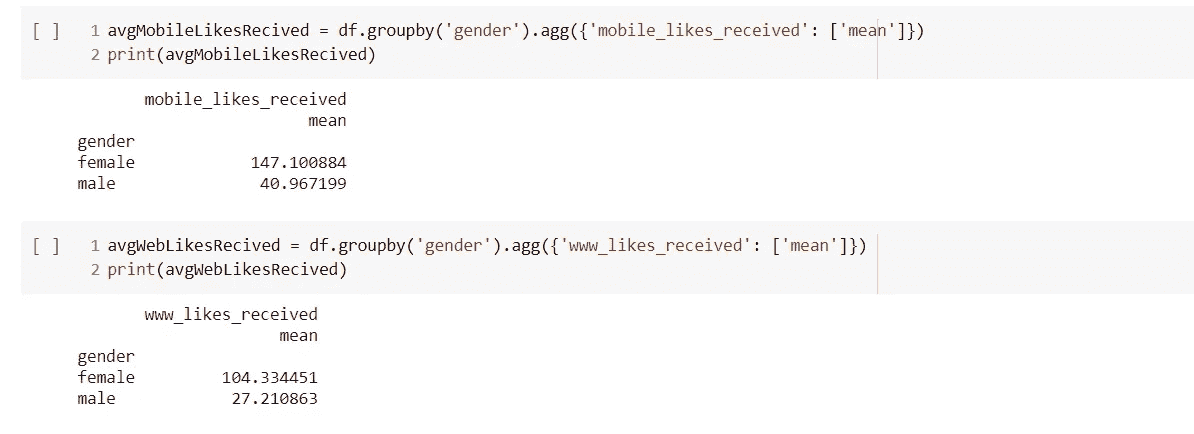 [ ] 1 avgMobileLikesRecived = df.groupby('gender').agg({'mobile_likes_received': ['mean']})
2 print(avgMobileLikesRecived)
mobile_likes_received
mean
gender
female 147.100884
male 40.967199
[ ] 1 avgWebLikesRecived = df.groupby('gender').agg({'www_likes_received': ['mean']})
2 print(avgWebLikesRecived)
www_likes_received
mean
gender
female 104.334451
male 27.210863